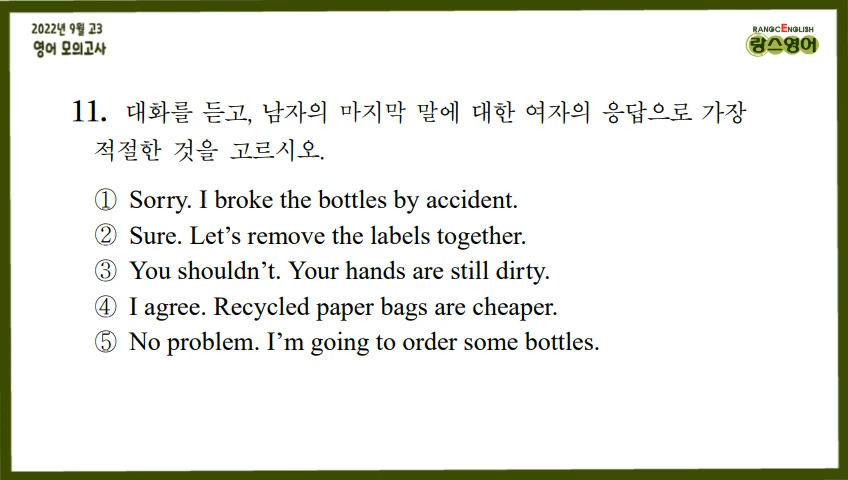 2022년 9월 고3
영어 모의고사
RANGCENGLISH
랑스영어
11. 대화를 듣고, 남자의 마지막 말에 대한 여자의 응답으로 가장
적절한 것을 고르시오.
① Sorry. I broke the bottles by accident.
② Sure. Let's remove the labels together.
③ You shouldn't. Your hands are still dirty.
④ I agree. Recycled paper bags are cheaper.
⑤ No problem. I'm going to order some bottles.